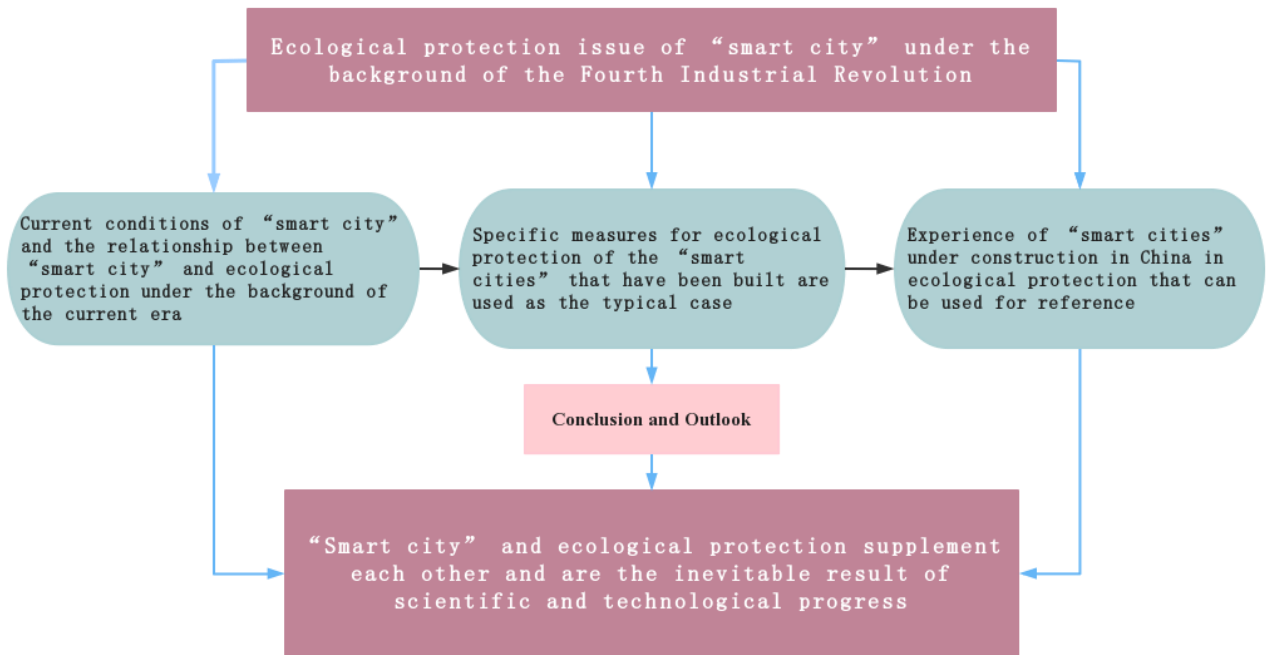 Ecological protection issue of “smart city” under the
background of the Fourth Industrial Revolution
Current conditions of “smart city”
and the relationship between
“smart city” and ecological
protection under the background of
the current era
Specific measures for ecological
protection of the “smart
cities” that have been built are
used as the typical case
Experience of “smart cities”
under construction in China in
ecological protection that can
be used for reference
Conclusion and Outlook
“Smart city” and ecological protection supplement
each other and are the inevitable result of
scientific and technological progress